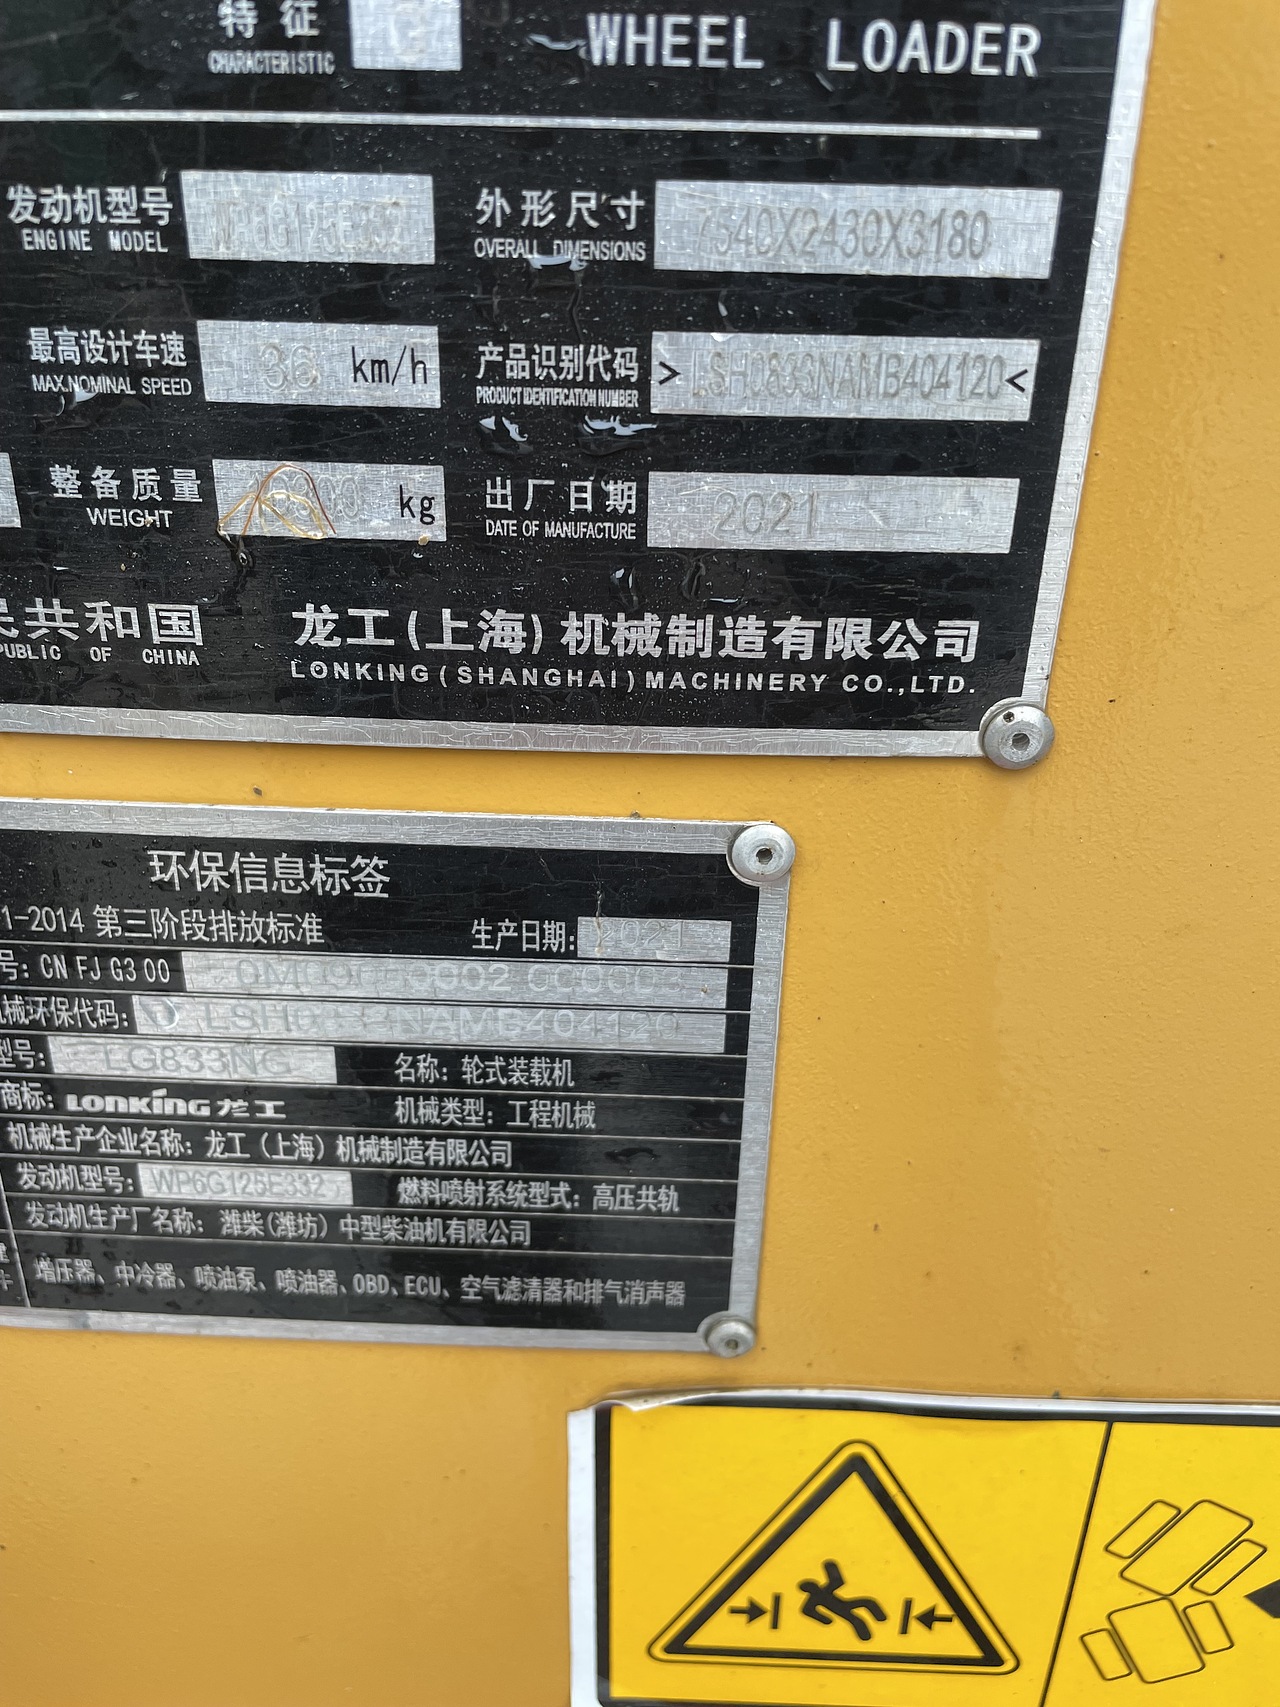 特征 WHEEL LOADER
CHARACTERISTIC
发动机型号 WP6G125E332 外形尺寸 7540X2430X3180
ENGINE MODEL OVERALL DIMENSIONS
最高设计车速 36 km/h 产品识别代码 >LSH0833NAMB404120<
MAX.NOMINAL SPEED PRODUCT IDENTIFICATION NUMBER
整备质量 kg 出厂日期 2021
WEIGHT DATE OF MANUFACTURE
民共和国 龙工(上海)机械制造有限公司
PUBLIC OF CHINA LONKING(SHANGHAI)MACHINERY CO.,LTD.
环保信息标签
1-2014 第三阶段排放标准 生产日期: 2021
号: CN FJ G3 00
机械环保代码: LSH0833NAMB404120
型号: LG833NG 名称: 轮式装载机
商标: LONKING 龙工 机械类型: 工程机械
机械生产企业名称: 龙工(上海)机械制造有限公司
发动机型号: WP6G125E332 燃料喷射系统型式: 高压共轨
发动机生产厂名称: 潍柴(潍坊)中型柴油机有限公司
增压器、中冷器、喷油泵、喷油器、OBD、ECU、空气滤清器和排气消声器